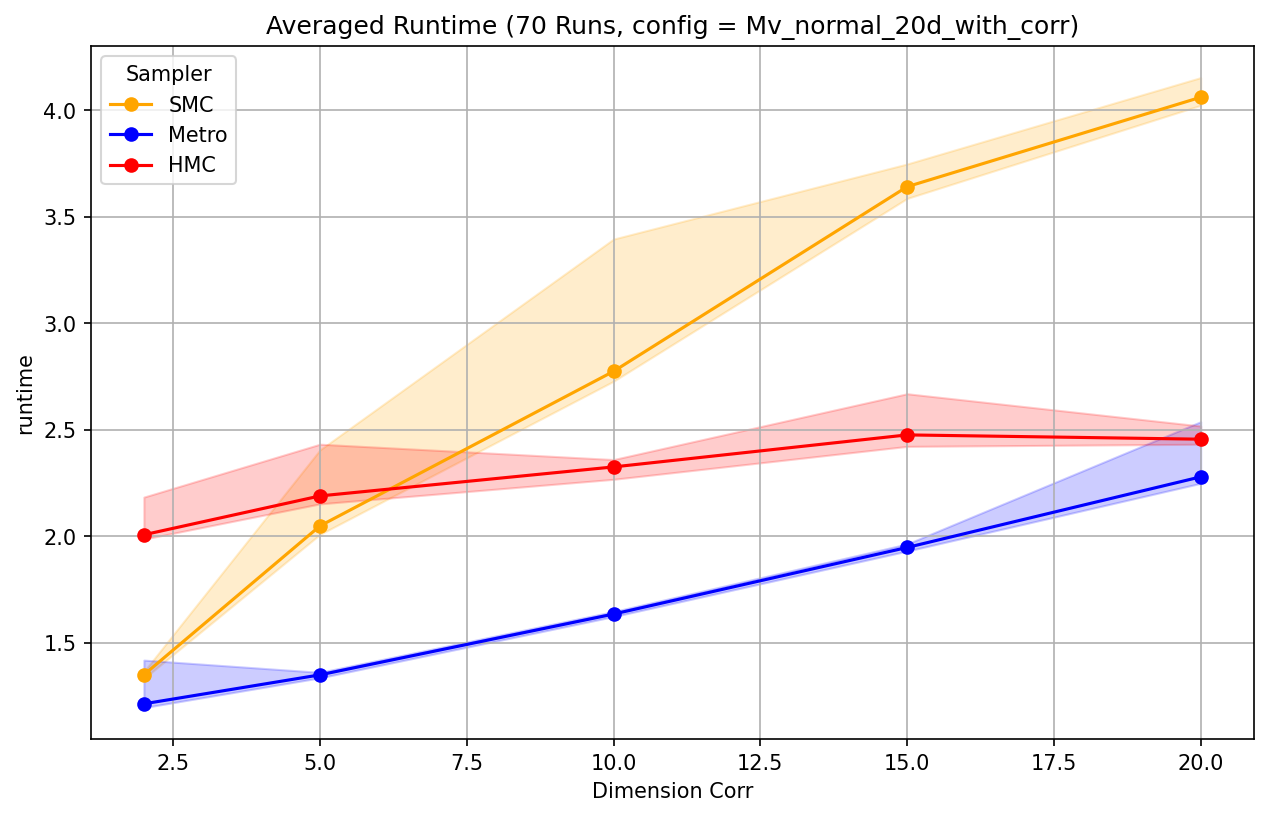 Averaged Runtime (70 Runs, config = Mv_normal_20d_with_corr)
Sampler
SMC
Metro
HMC
runtime
4.0
3.5
3.0
2.5
2.0
1.5
2.5 5.0 7.5 10.0 12.5 15.0 17.5 20.0
Dimension Corr